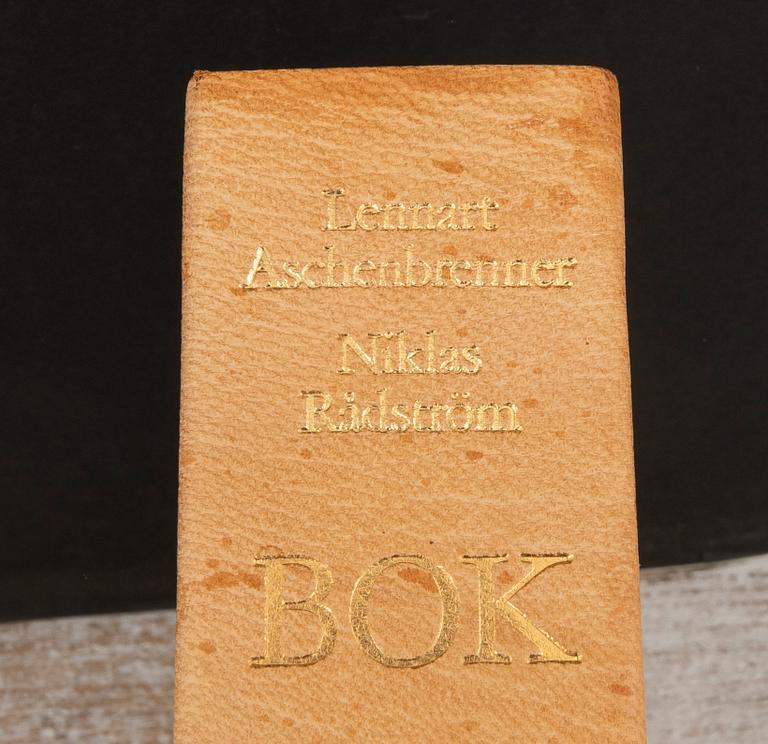 Lennart
Aschenbrenner
Niklas
Rådström
BOK